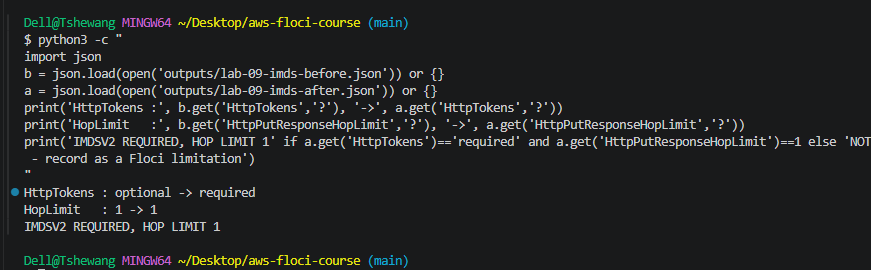 Dell@Tshewang MINGW64 ~/Desktop/aws-floci-course (main)
$ python3 -c "
import json
b = json.load(open('outputs/lab-09-imds-before.json')) or {}
a = json.load(open('outputs/lab-09-imds-after.json')) or {}
print('HttpTokens :', b.get('HttpTokens','?'), '->', a.get('HttpTokens','?'))
print('HopLimit   :', b.get('HttpPutResponseHopLimit','?'), '->', a.get('HttpPutResponseHopLimit','?'))
print('IMDSV2 REQUIRED, HOP LIMIT 1' if a.get('HttpTokens')=='required' and a.get('HttpPutResponseHopLimit')==1 else 'NOT
 - record as a Floci limitation')
"
HttpTokens : optional -> required
HopLimit   : 1 -> 1
IMDSV2 REQUIRED, HOP LIMIT 1
Dell@Tshewang MINGW64 ~/Desktop/aws-floci-course (main)